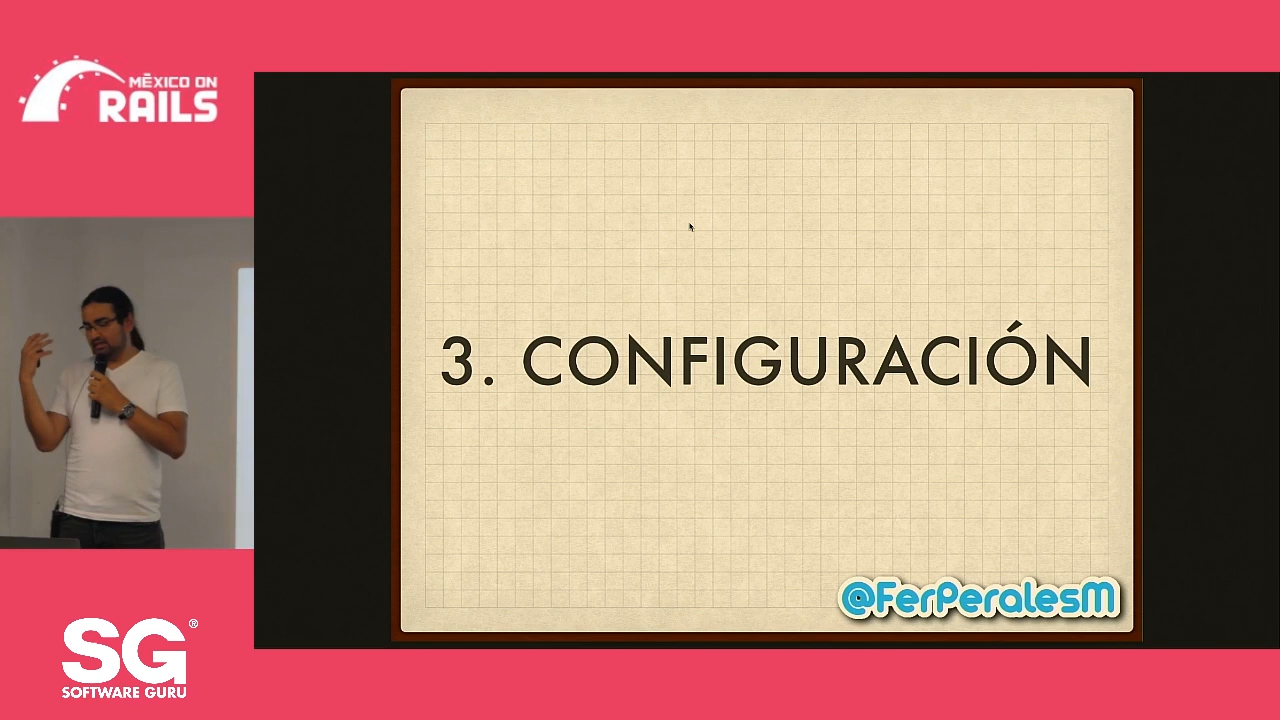 MÉXICO ON
RAILS
3. CONFIGURACIÓN
@FerPeralesM
SG®
SOFTWARE GURU